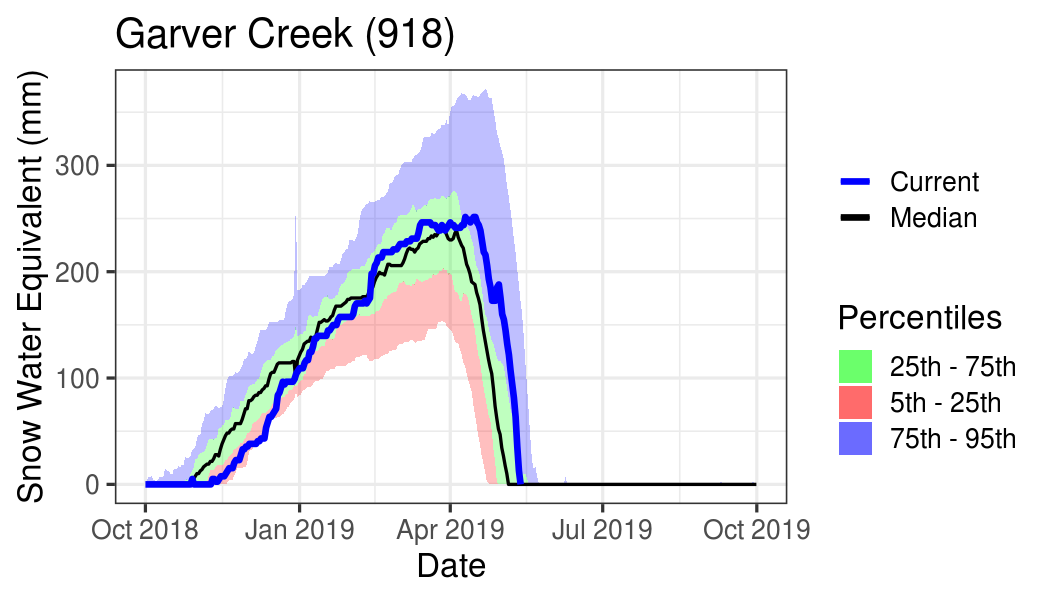 Garver Creek (918)
Snow Water Equivalent (mm)
300
200
100
0
Oct 2018
Jan 2019
Apr 2019
Jul 2019
Oct 2019
Date
Current
Median
Percentiles
25th - 75th
5th - 25th
75th - 95th